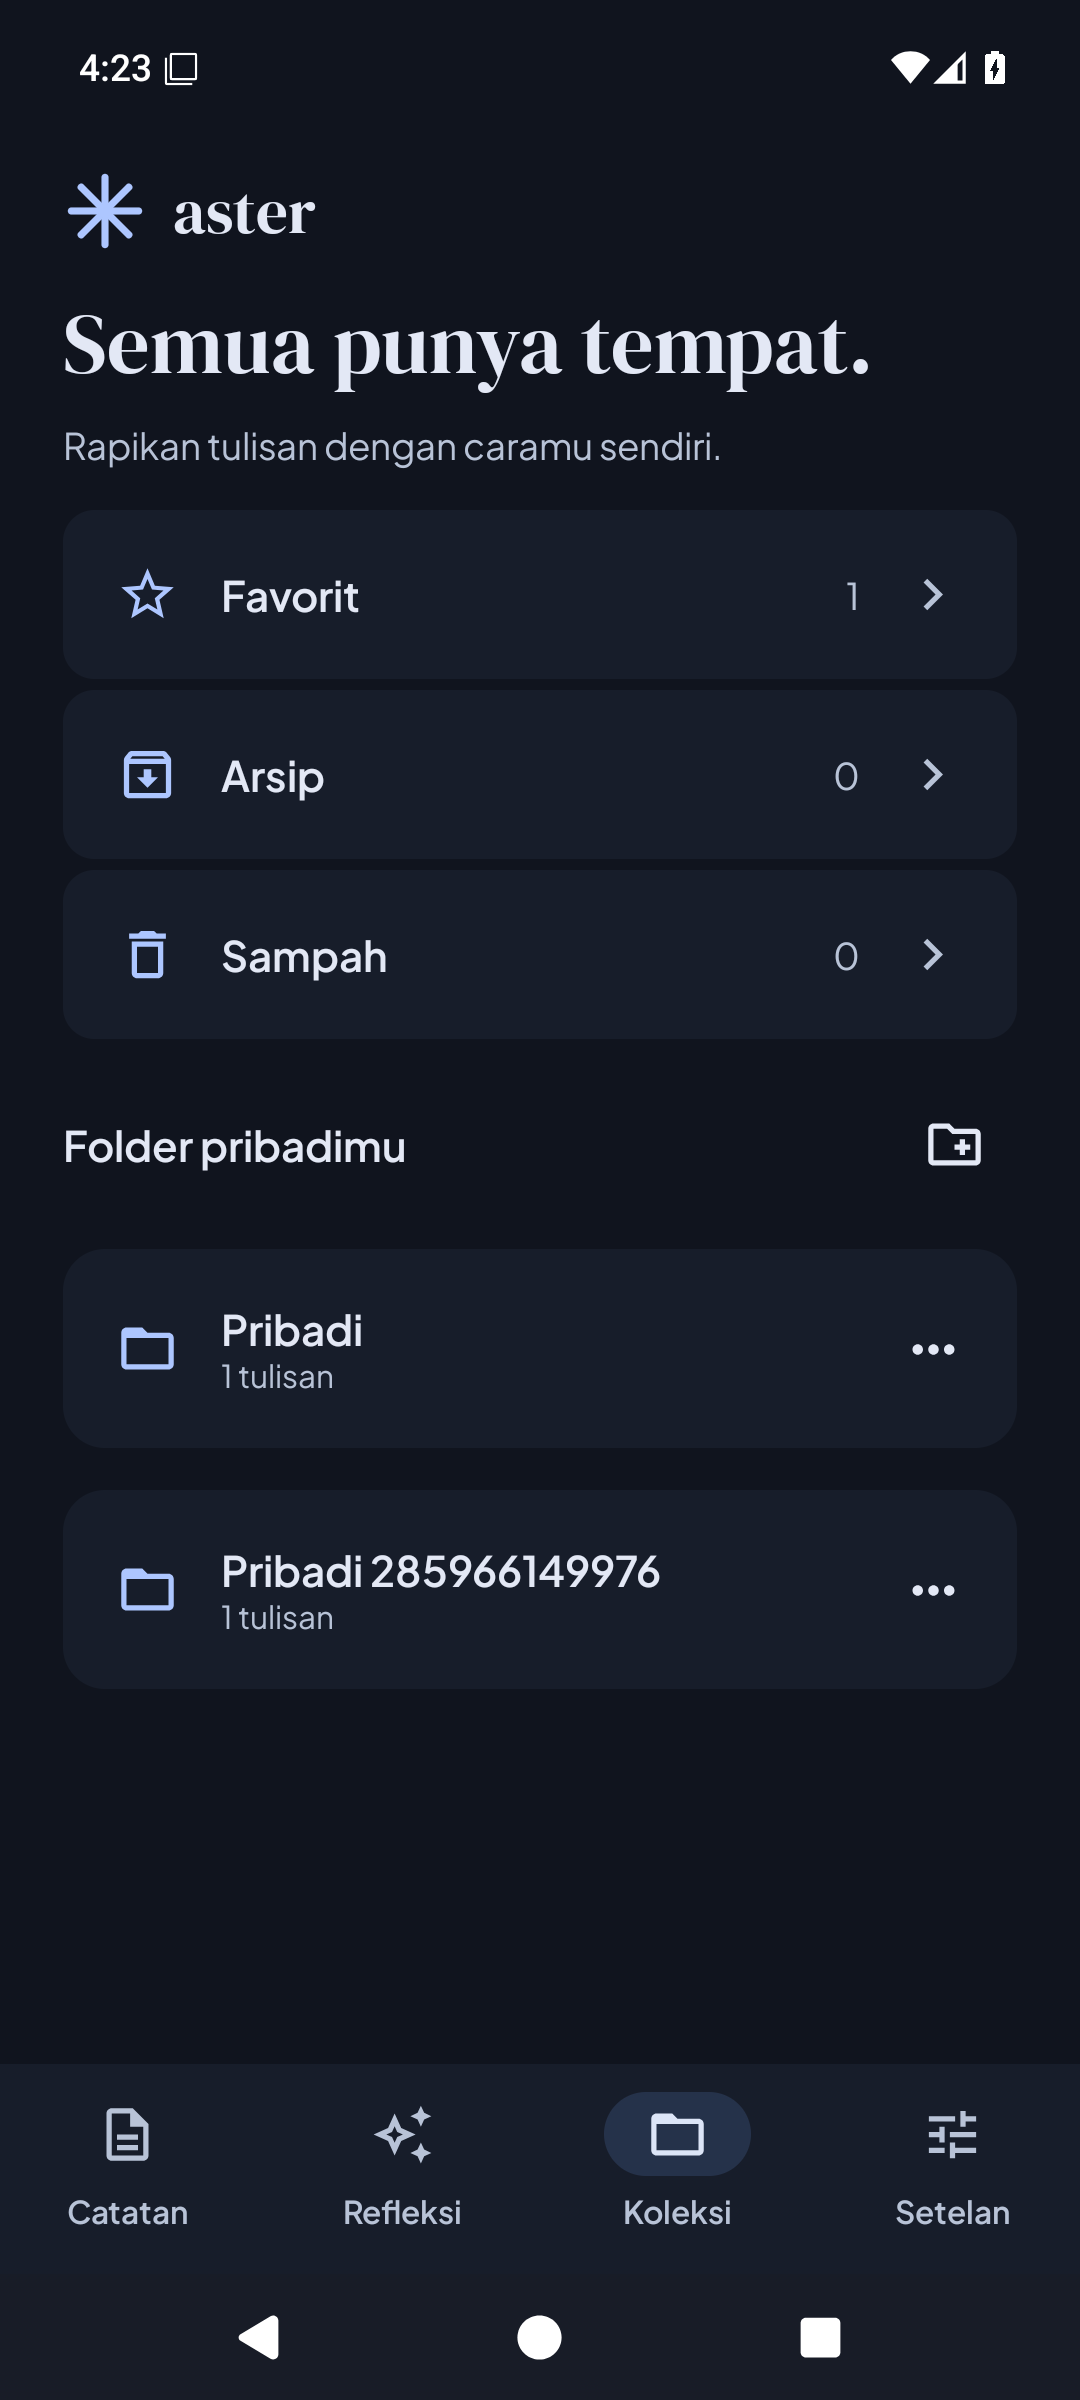 4:23
aster
Semua punya tempat.
Rapikan tulisan dengan caramu sendiri.
Favorit 1
Arsip 0
Sampah 0
Folder pribadimu
Pribadi
1 tulisan
Pribadi 285966149976
1 tulisan
Catatan Refleksi Koleksi Setelan